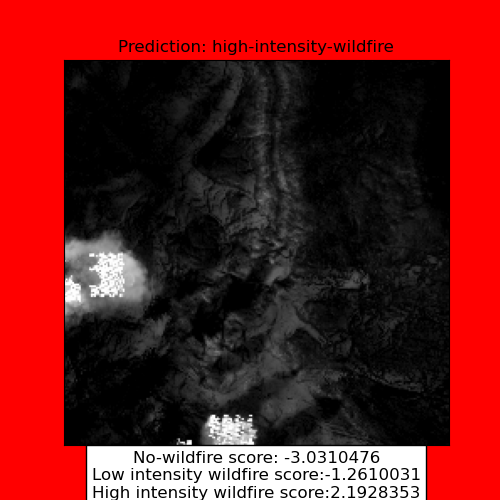 Prediction: high-intensity-wildfire
No-wildfire score: -3.0310476
Low intensity wildfire score:-1.2610031
High intensity wildfire score:2.1928353